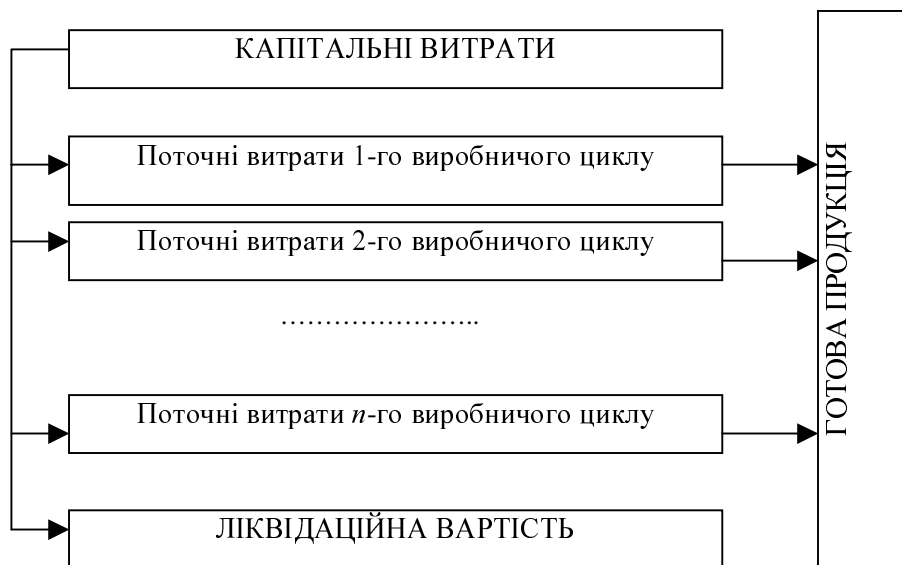 КАПІТАЛЬНІ ВИТРАТИ
Поточні витрати 1-го виробничого циклу
Поточні витрати 2-го виробничого циклу
……………………..
Поточні витрати n-го виробничого циклу
ЛІКВІДАЦІЙНА ВАРТІСТЬ
ГОТОВА ПРОДУКЦІЯ